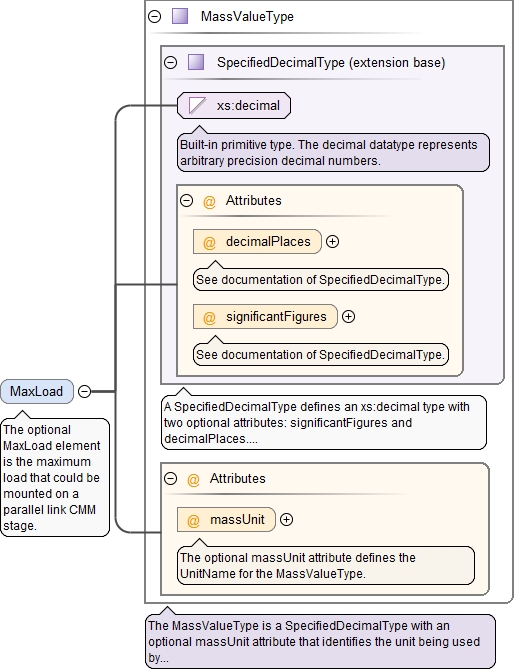 MassValueType
SpecifiedDecimalType (extension base)
xs:decimal
Built-in primitive type. The decimal datatype represents
arbitrary precision decimal numbers.
@ Attributes
@ decimalPlaces
See documentation of SpecifiedDecimalType.
@ significantFigures
See documentation of SpecifiedDecimalType.
MaxLoad
The optional
MaxLoad element
is the maximum
load that could be
mounted on a
parallel link CMM
stage.
A SpecifiedDecimalType defines an xs:decimal type with
two optional attributes: significantFigures and
decimalPlaces....
@ Attributes
@ massUnit
The optional massUnit attribute defines the
UnitName for the MassValueType.
The MassValueType is a SpecifiedDecimalType with an
optional massUnit attribute that identifies the unit being used
by...